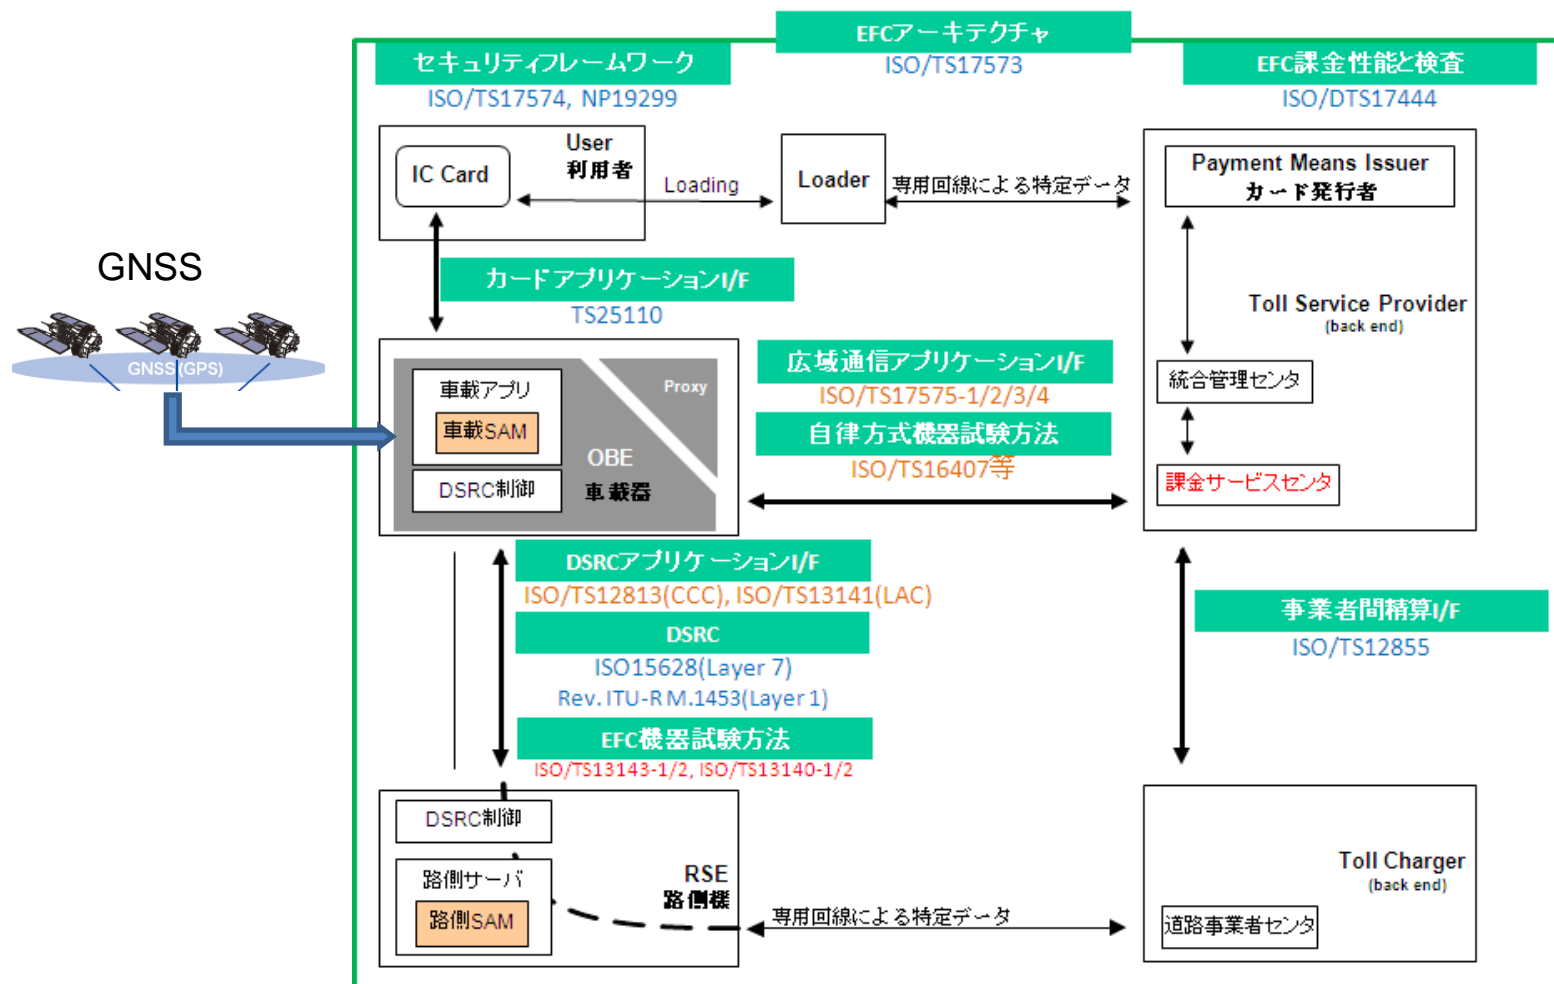 EFCアーキテクチャ
ISO/TS17573
セキュリティフレームワーク
ISO/TS17574, NP19299
EFC課金性能と検査
ISO/DTS17444
User
利用者
IC Card
Loading
Loader
専用回線による特定データ
Payment Means Issuer
カード発行者
GNSS
GNSS(GPS)
カードアプリケーションI/F
TS25110
Toll Service Provider
(back end)
車載アプリ
車載SAM
DSRC制御
Proxy
OBE
車載器
広域通信アプリケーションI/F
ISO/TS17575-1/2/3/4
自律方式機器試験方法
ISO/TS16407等
統合管理センタ
課金サービスセンタ
DSRCアプリケーションI/F
ISO/TS12813(CCC), ISO/TS13141(LAC)
DSRC
ISO15628(Layer 7)
Rev. ITU-R M.1453(Layer 1)
EFC機器試験方法
ISO/TS13143-1/2, ISO/TS13140-1/2
事業者間精算I/F
ISO/TS12855
DSRC制御
路側サーバ
路側SAM
RSE
路側機
専用回線による特定データ
Toll Charger
(back end)
道路事業者センタ